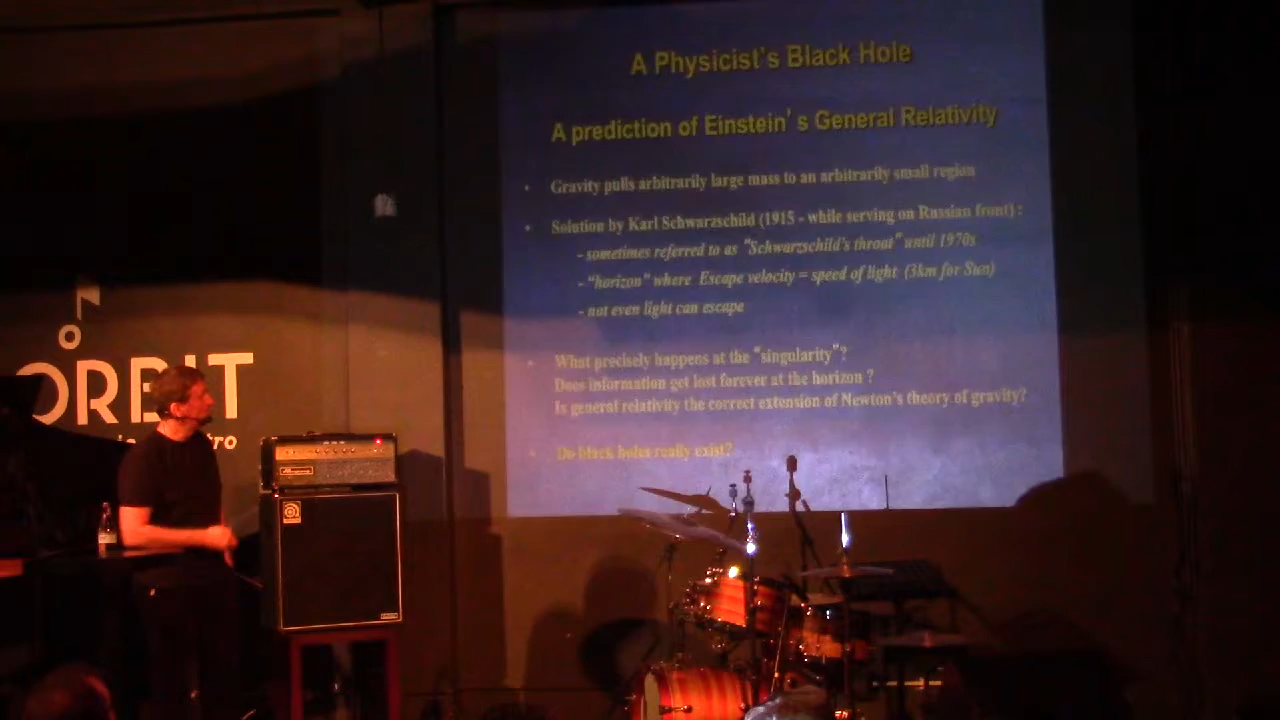 A Physicist's Black Hole
A prediction of Einstein's General Relativity
• Gravity pulls arbitrarily large mass to an arbitrarily small region
• Solution by Karl Schwarzschild (1915 - while serving on Russian front) :
- sometimes referred to as "Schwarzschild's throat" until 1970s
- "horizon" where Escape velocity = speed of light (3km for Sun)
- not even light can escape
• What precisely happens at the "singularity"?
Does information get lost forever at the horizon ?
Is general relativity the correct extension of Newton's theory of gravity?
• Do black holes really exist?
ORBIT
Ampeg